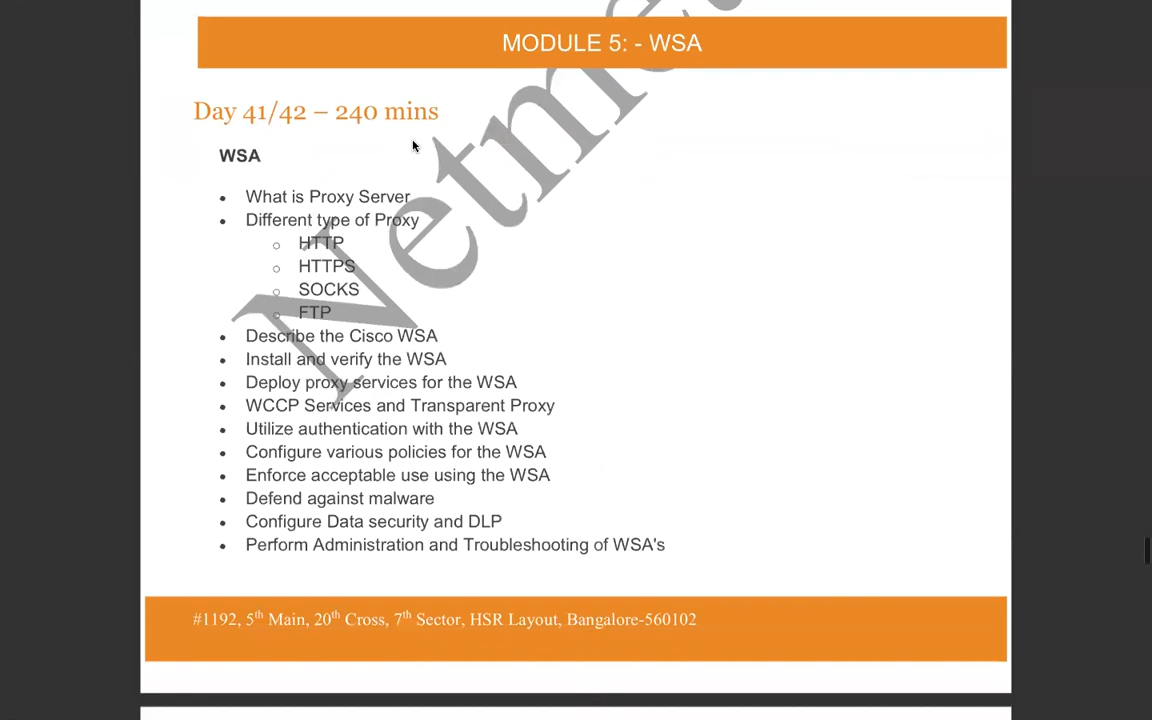 MODULE 5: - WSA
Day 41/42 – 240 mins
WSA
• What is Proxy Server
• Different type of Proxy
○ HTTP
○ HTTPS
○ SOCKS
○ FTP
• Describe the Cisco WSA
• Install and verify the WSA
• Deploy proxy services for the WSA
• WCCP Services and Transparent Proxy
• Utilize authentication with the WSA
• Configure various policies for the WSA
• Enforce acceptable use using the WSA
• Defend against malware
• Configure Data security and DLP
• Perform Administration and Troubleshooting of WSA's
#1192, 5th Main, 20th Cross, 7th Sector, HSR Layout, Bangalore-560102